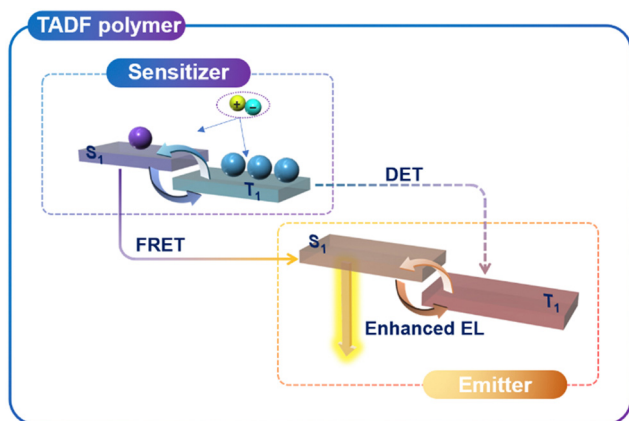 TADF polymer
Sensitizer
+ −
S1
T1
DET
FRET
S1
T1
Enhanced EL
Emitter